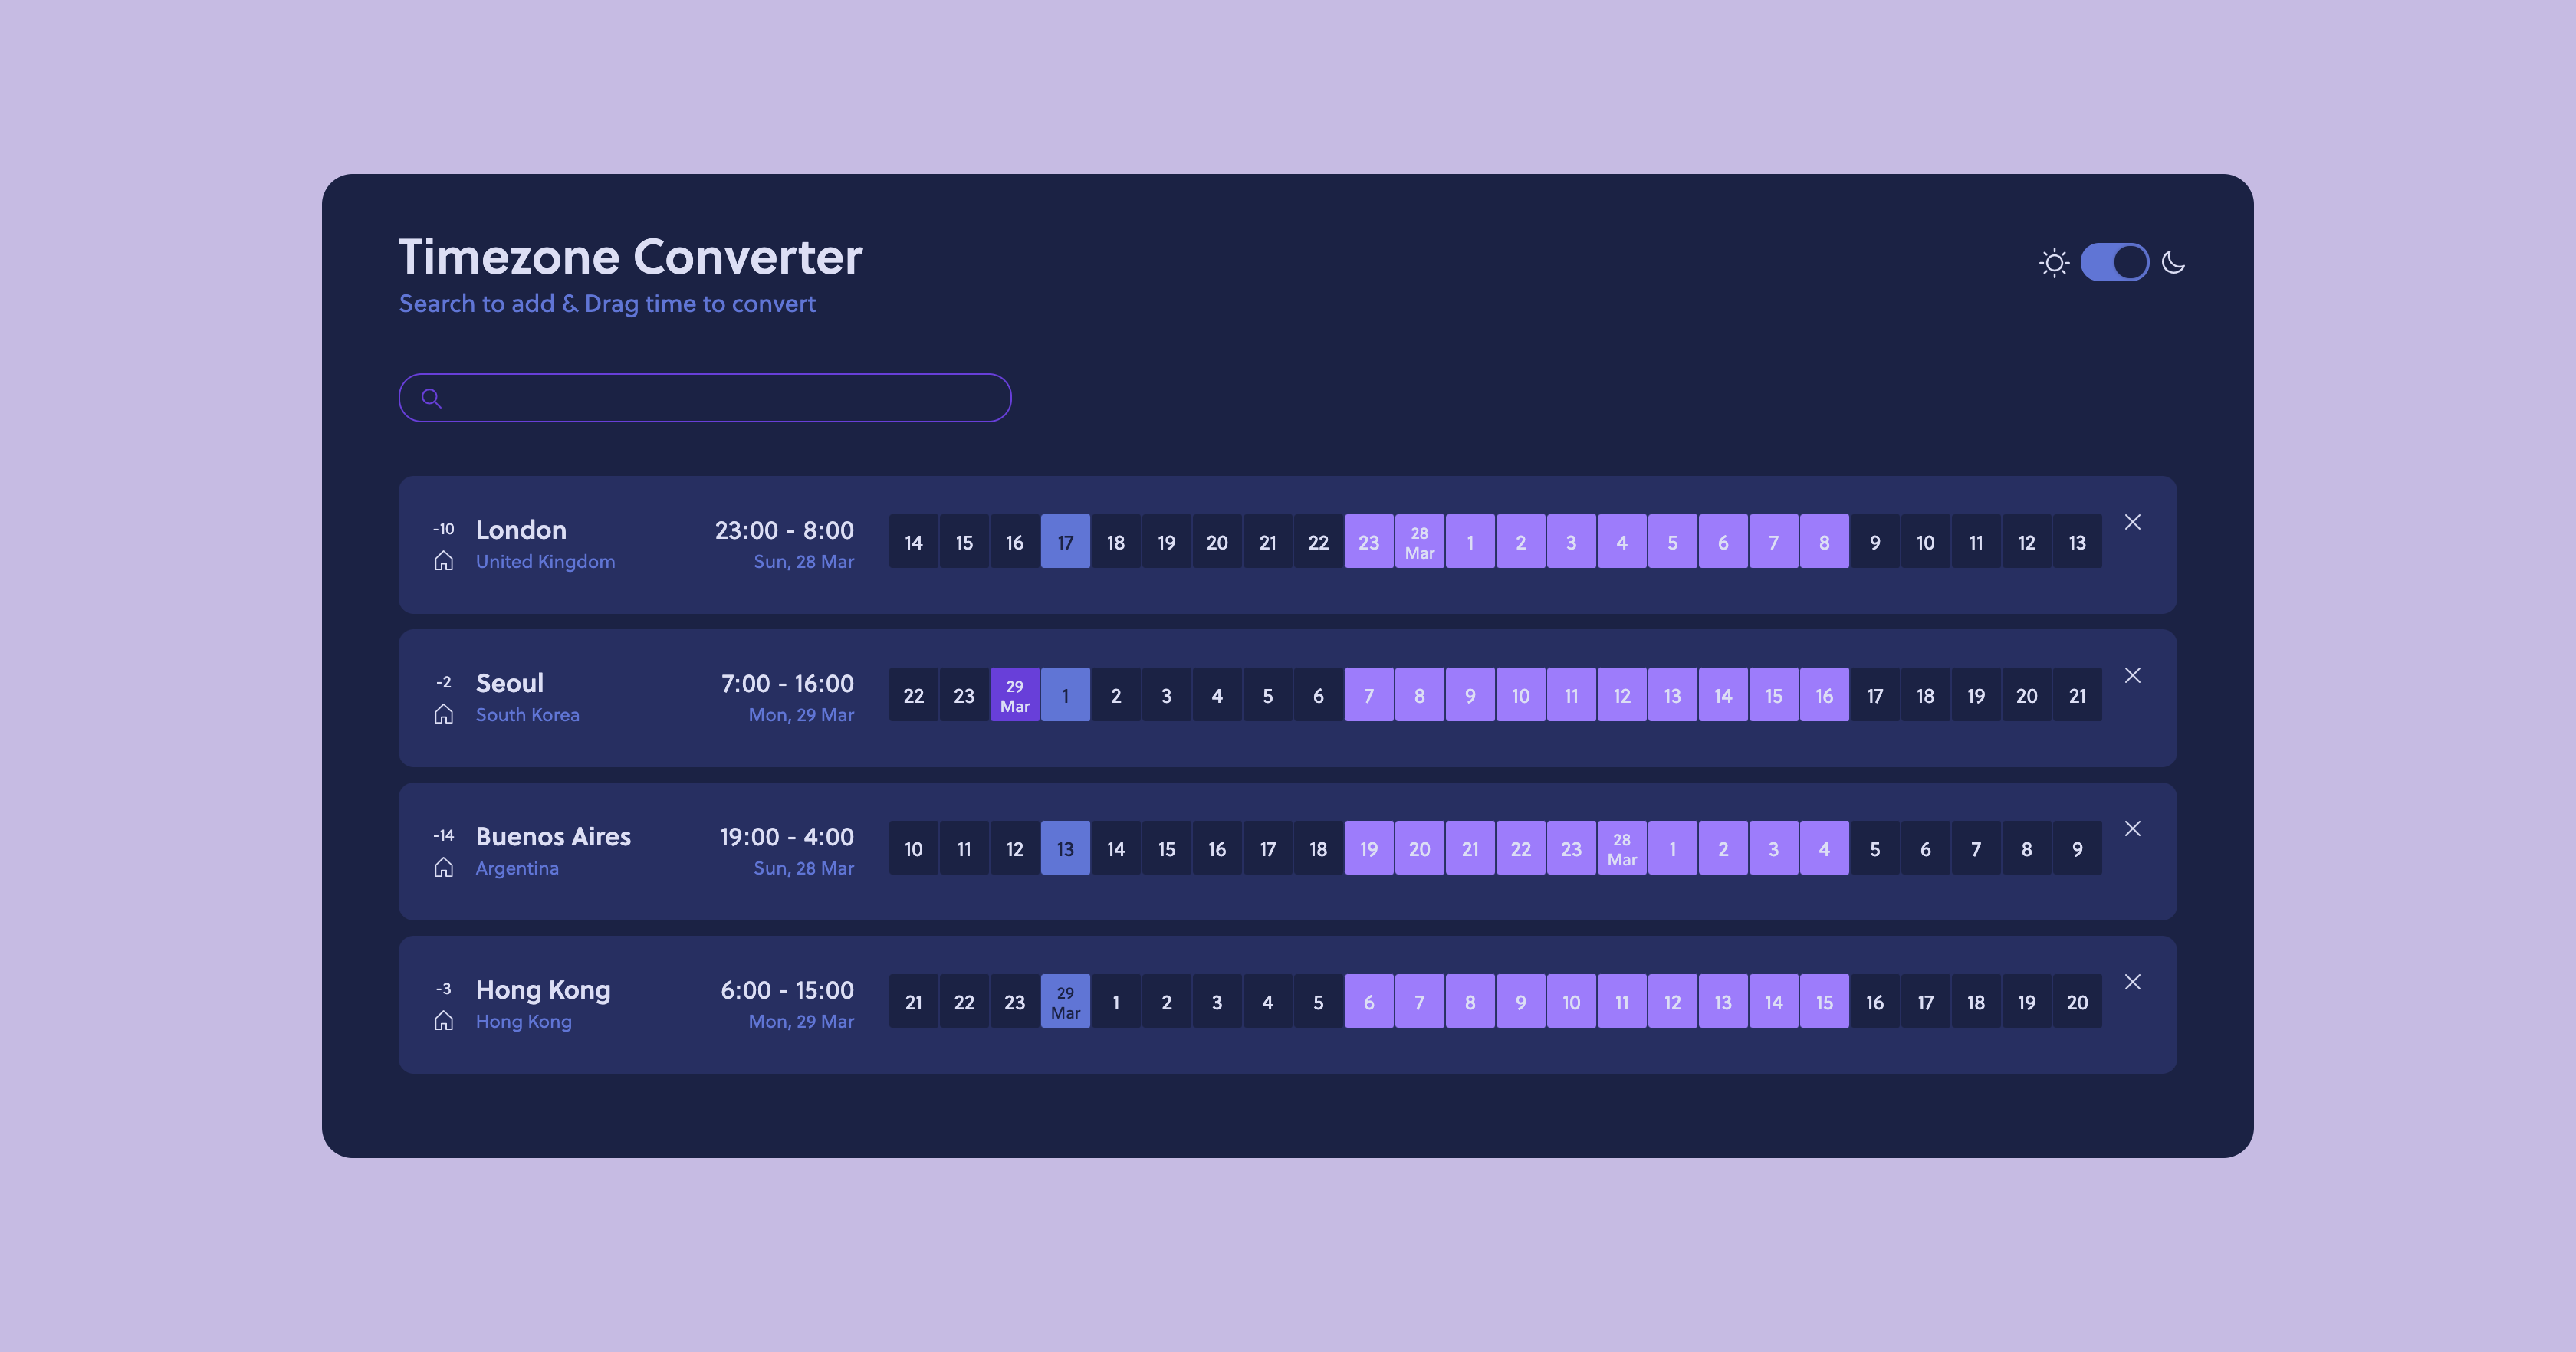 Timezone Converter
Search to add & Drag time to convert
-10 London 23:00 - 8:00 14 15 16 17 18 19 20 21 22 23 28 Mar 1 2 3 4 5 6 7 8 9 10 11 12 13
United Kingdom Sun, 28 Mar
-2 Seoul 7:00 - 16:00 22 23 29 Mar 1 2 3 4 5 6 7 8 9 10 11 12 13 14 15 16 17 18 19 20 21
South Korea Mon, 29 Mar
-14 Buenos Aires 19:00 - 4:00 10 11 12 13 14 15 16 17 18 19 20 21 22 23 28 Mar 1 2 3 4 5 6 7 8 9
Argentina Sun, 28 Mar
-3 Hong Kong 6:00 - 15:00 21 22 23 29 Mar 1 2 3 4 5 6 7 8 9 10 11 12 13 14 15 16 17 18 19 20
Hong Kong Mon, 29 Mar